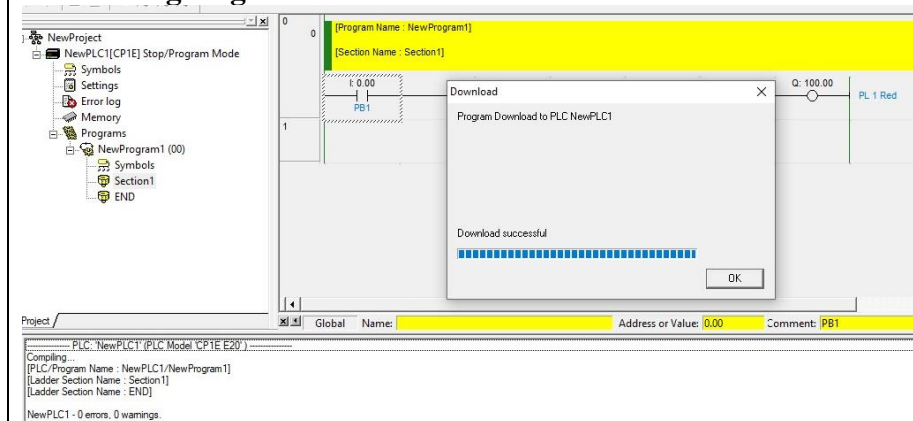 NewProject
NewPLC1[CP1E] Stop/Program Mode
Symbols
Settings
Error log
Memory
Programs
NewProgram1 (00)
Symbols
Section1
END
Project
0
0
[Program Name : NewProgram1]
[Section Name : Section1]
I: 0.00
PB1
Q: 100.00
PL 1 Red
1
Download
Program Download to PLC NewPLC1
Download successful
OK
Global Name: Address or Value: 0.00 Comment: PB1
PLC: 'NewPLC1' (PLC Model 'CP1E E20')
Compiling...
[PLC/Program Name : NewPLC1/NewProgram1]
[Ladder Section Name : Section1]
[Ladder Section Name : END]
NewPLC1 - 0 errors, 0 warnings.